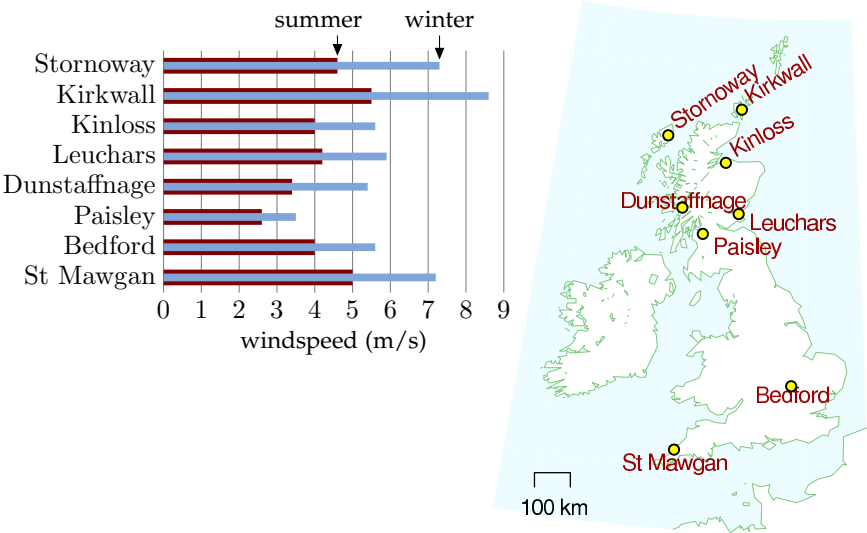 summer winter
Stornoway
Kirkwall
Kinloss
Leuchars
Dunstaffnage
Paisley
Bedford
St Mawgan
0 1 2 3 4 5 6 7 8 9
windspeed (m/s)
Stornoway
Kirkwall
Kinloss
Dunstaffnage
Leuchars
Paisley
Bedford
St Mawgan
100 km